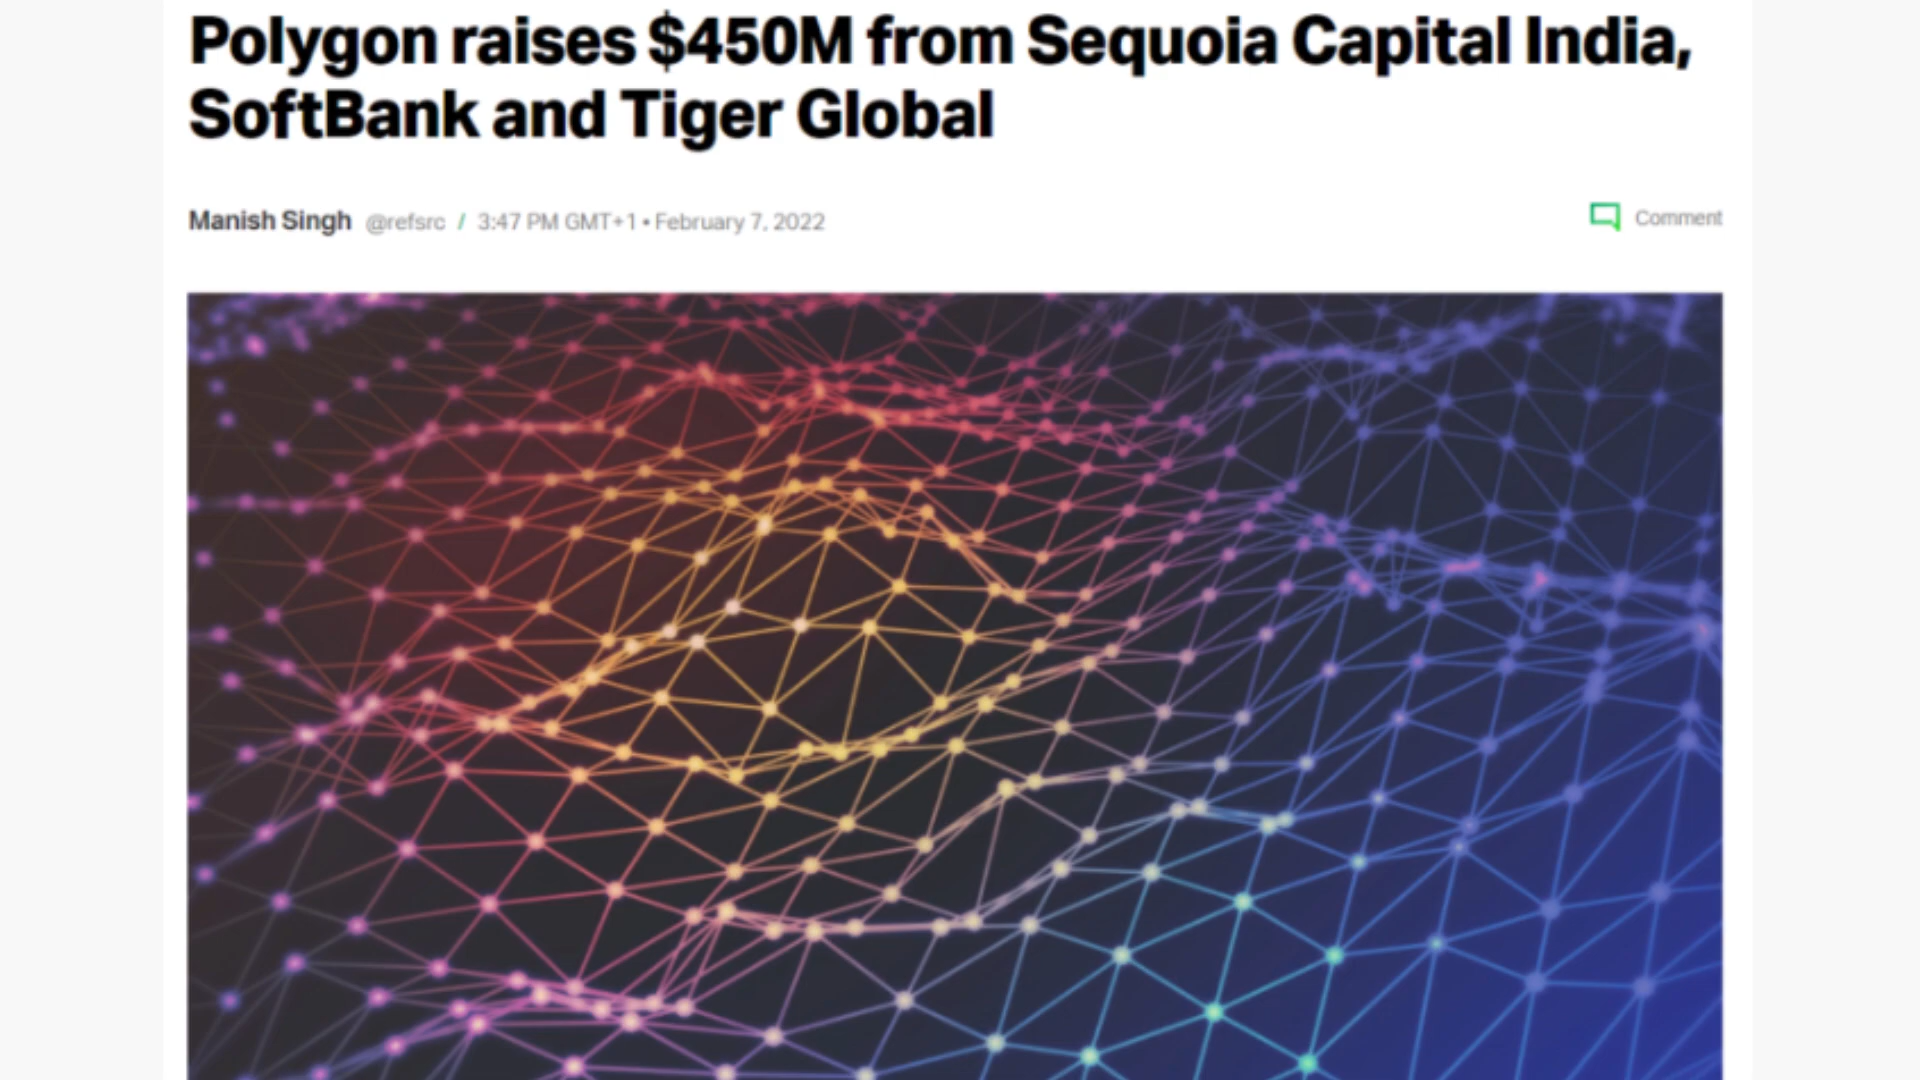 Polygon raises $450M from Sequoia Capital India,
SoftBank and Tiger Global
Manish Singh @refsrc / 3:47 PM GMT+1 • February 7, 2022
Comment